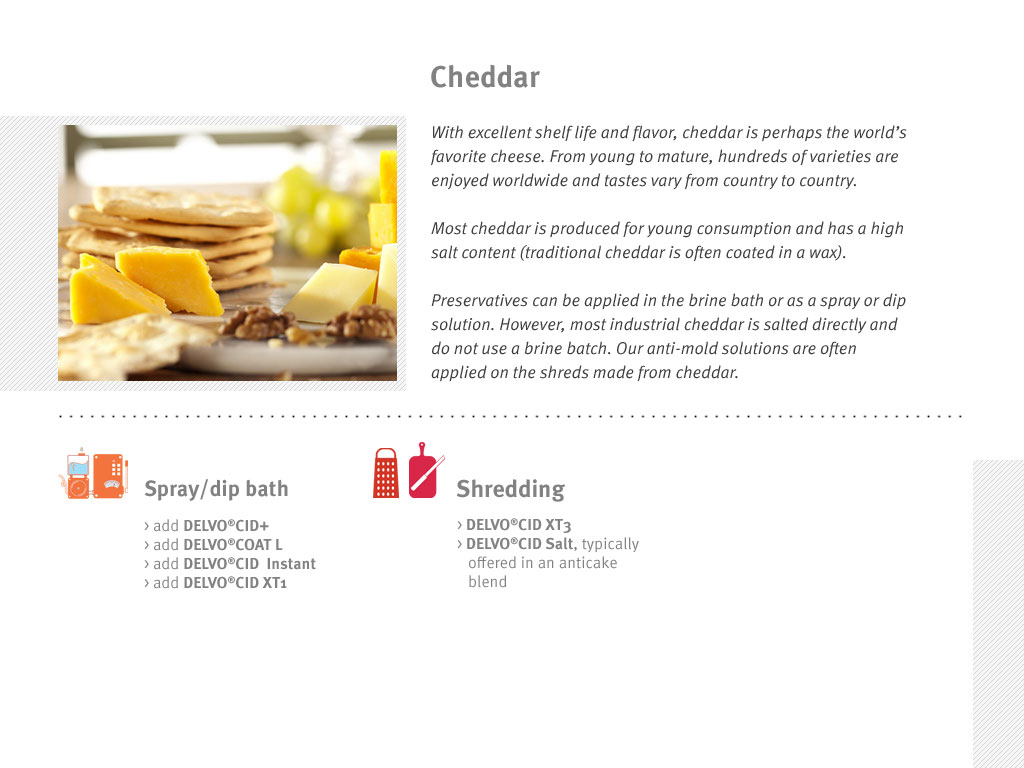 Cheddar
With excellent shelf life and flavor, cheddar is perhaps the world’s
favorite cheese. From young to mature, hundreds of varieties are
enjoyed worldwide and tastes vary from country to country.
Most cheddar is produced for young consumption and has a high
salt content (traditional cheddar is often coated in a wax).
Preservatives can be applied in the brine bath or as a spray or dip
solution. However, most industrial cheddar is salted directly and
do not use a brine batch. Our anti-mold solutions are often
applied on the shreds made from cheddar.
Spray/dip bath
› add DELVO®CID+
› add DELVO®COAT L
› add DELVO®CID Instant
› add DELVO®CID XT1
Shredding
› DELVO®CID XT3
› DELVO®CID Salt, typically
offered in an anticake
blend